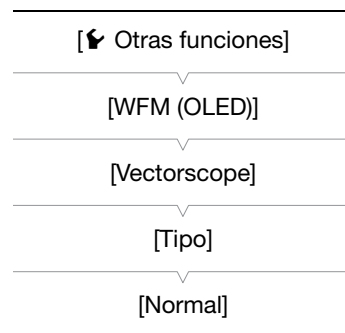 [Otras funciones]
[WFM (OLED)]
[Vectorscope]
[Tipo]
[Normal]